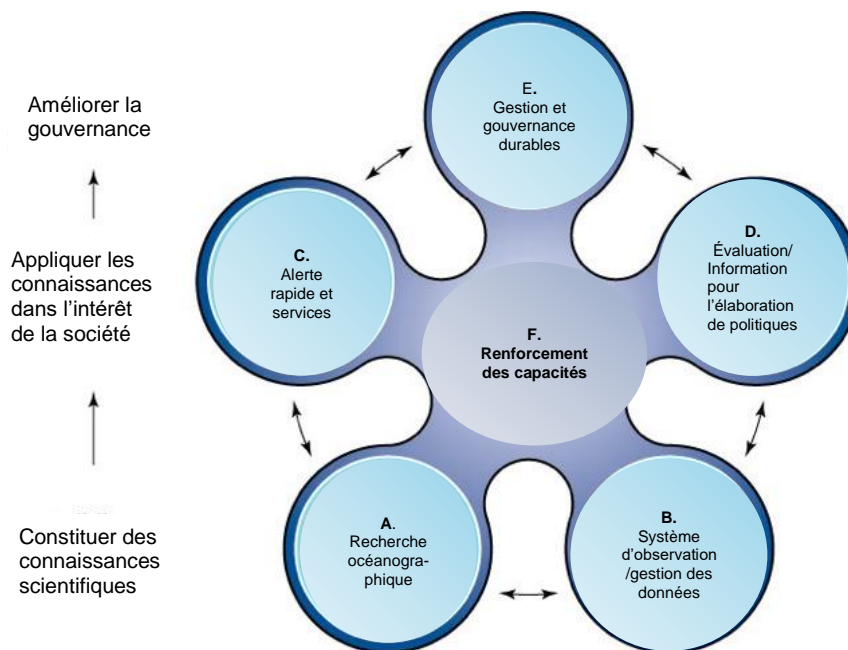 Améliorer la
gouvernance
Appliquer les
connaissances
dans l'intérêt
de la société
Constituer des
connaissances
scientifiques
E.
Gestion et
gouvernance
durables
C.
Alerte
rapide et
services
D.
Évaluation/
Information
pour
l'élaboration
de politiques
F.
Renforcement
des capacités
A.
Recherche
océanogra-
phique
B.
Système
d'observation
/gestion des
données